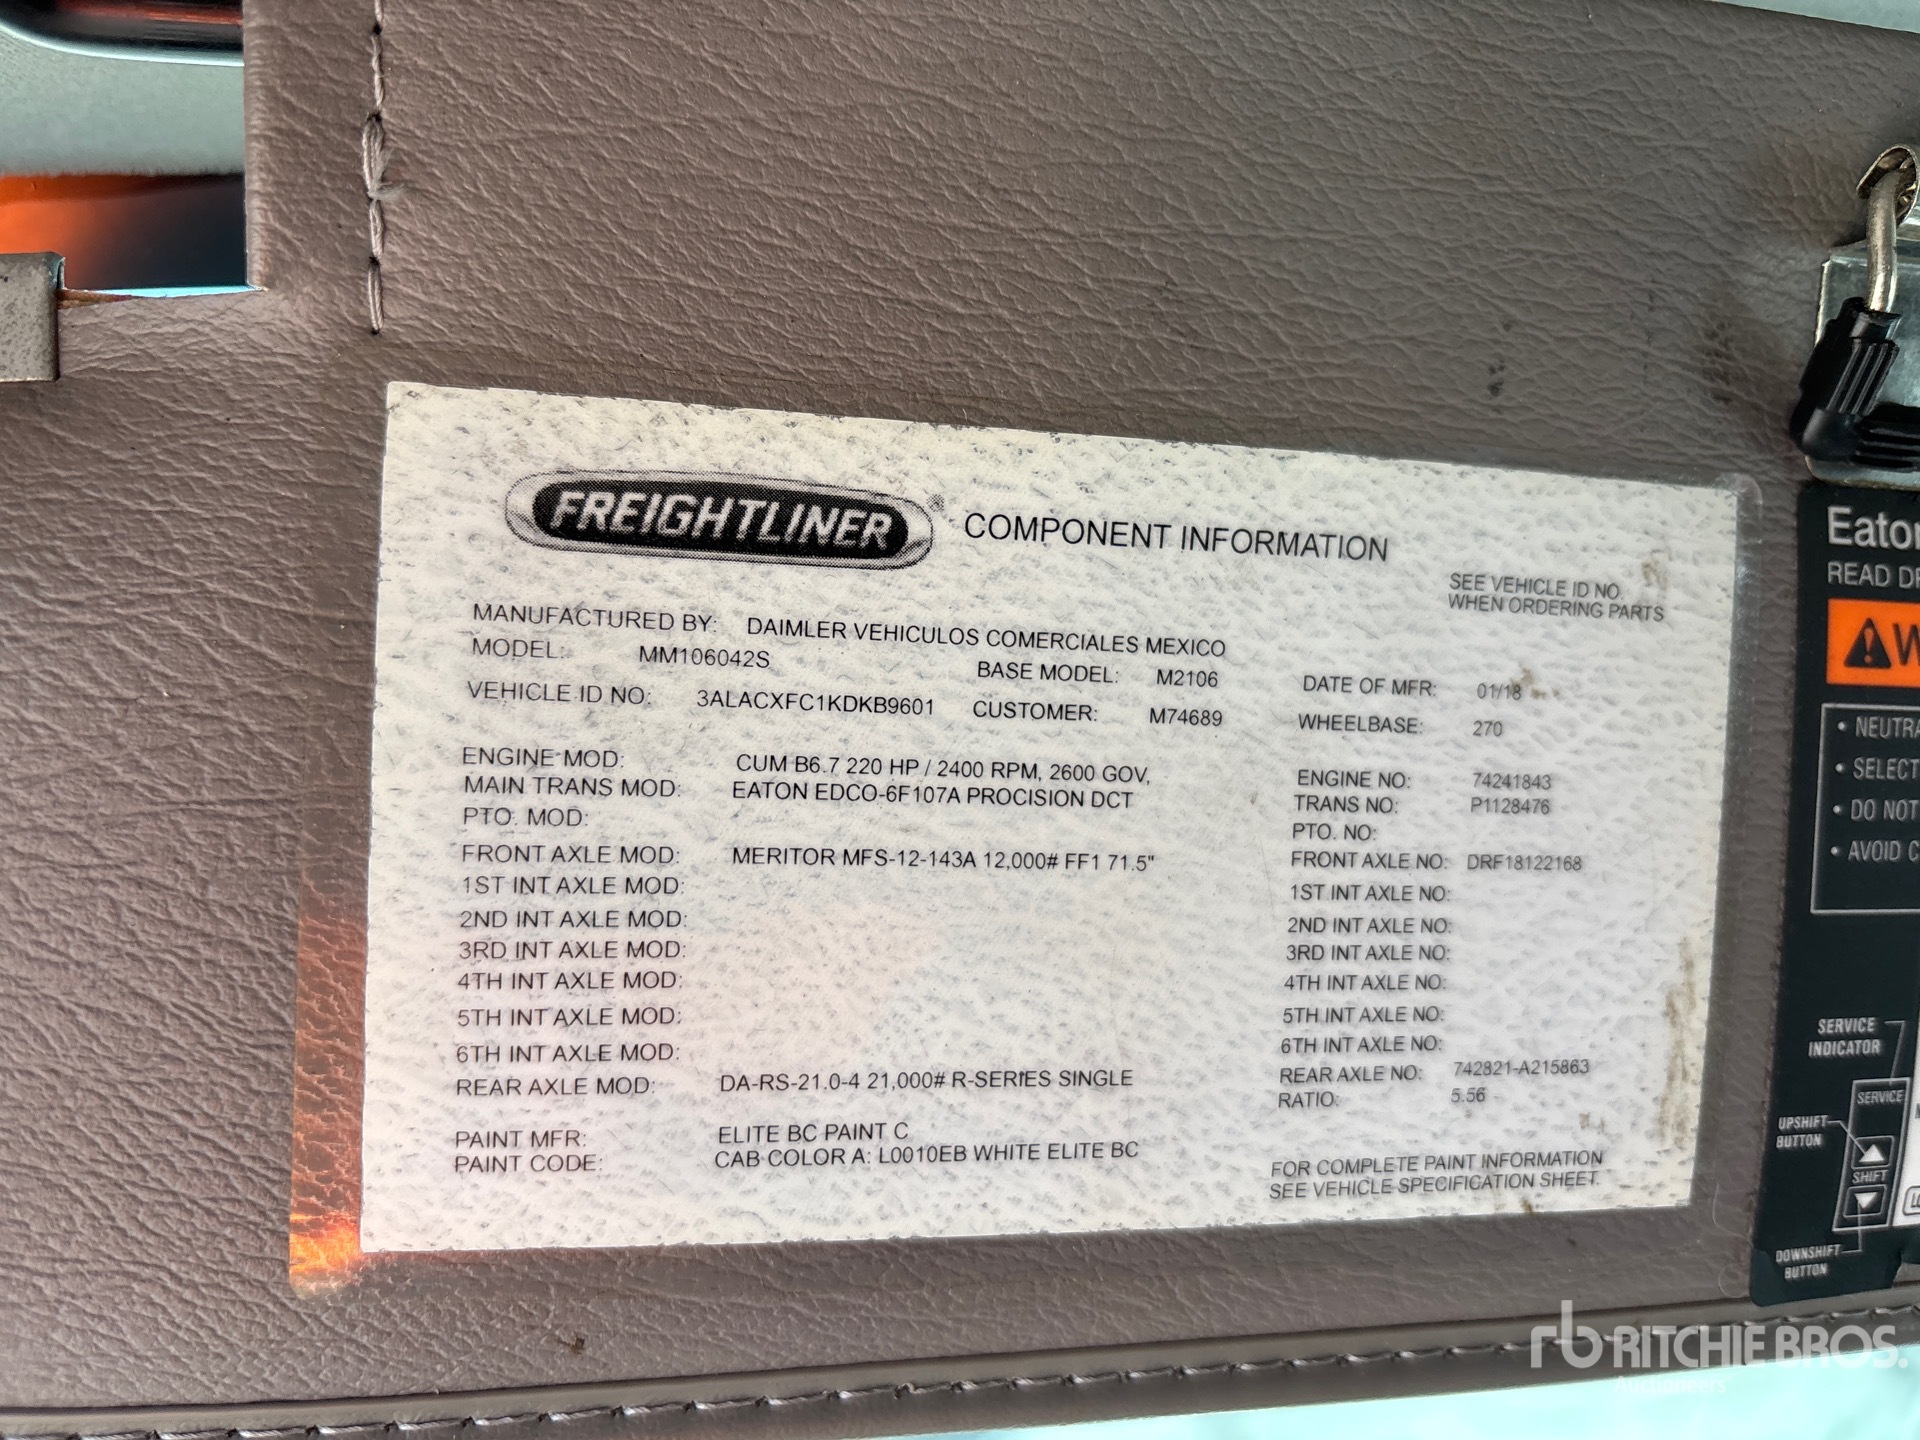 FREIGHTLINER® COMPONENT INFORMATION
SEE VEHICLE ID NO.
WHEN ORDERING PARTS
MANUFACTURED BY: DAIMLER VEHICULOS COMERCIALES MEXICO
MODEL: MM106042S BASE MODEL: M2106 DATE OF MFR: 01/18
VEHICLE ID NO: 3ALACXFC1KDKB9601 CUSTOMER: M74689 WHEELBASE: 270
ENGINE MOD: CUM B6.7 220 HP / 2400 RPM, 2600 GOV, ENGINE NO: 74241843
MAIN TRANS MOD: EATON EDCO-6F107A PROCISION DCT TRANS NO: P1128476
PTO. MOD: PTO. NO:
FRONT AXLE MOD: MERITOR MFS-12-143A 12,000# FF1 71.5" FRONT AXLE NO: DRF18122168
1ST INT AXLE MOD: 1ST INT AXLE NO:
2ND INT AXLE MOD: 2ND INT AXLE NO:
3RD INT AXLE MOD: 3RD INT AXLE NO:
4TH INT AXLE MOD: 4TH INT AXLE NO:
5TH INT AXLE MOD: 5TH INT AXLE NO:
6TH INT AXLE MOD: 6TH INT AXLE NO:
REAR AXLE MOD: DA-RS-21.0-4 21,000# R-SERIES SINGLE REAR AXLE NO: 742821-A215863
RATIO: 5.56
PAINT MFR: ELITE BC PAINT C
PAINT CODE: CAB COLOR A: L0010EB WHITE ELITE BC
FOR COMPLETE PAINT INFORMATION
SEE VEHICLE SPECIFICATION SHEET.
Eaton
READ
• NEUTRA
• SELECT
• DO NOT
• AVOID
SERVICE
INDICATOR
SERVICE
UPSHIFT
BUTTON
SHIFT
DOWNSHIFT
BUTTON
rb RITCHIE BROS.
Auctioneers